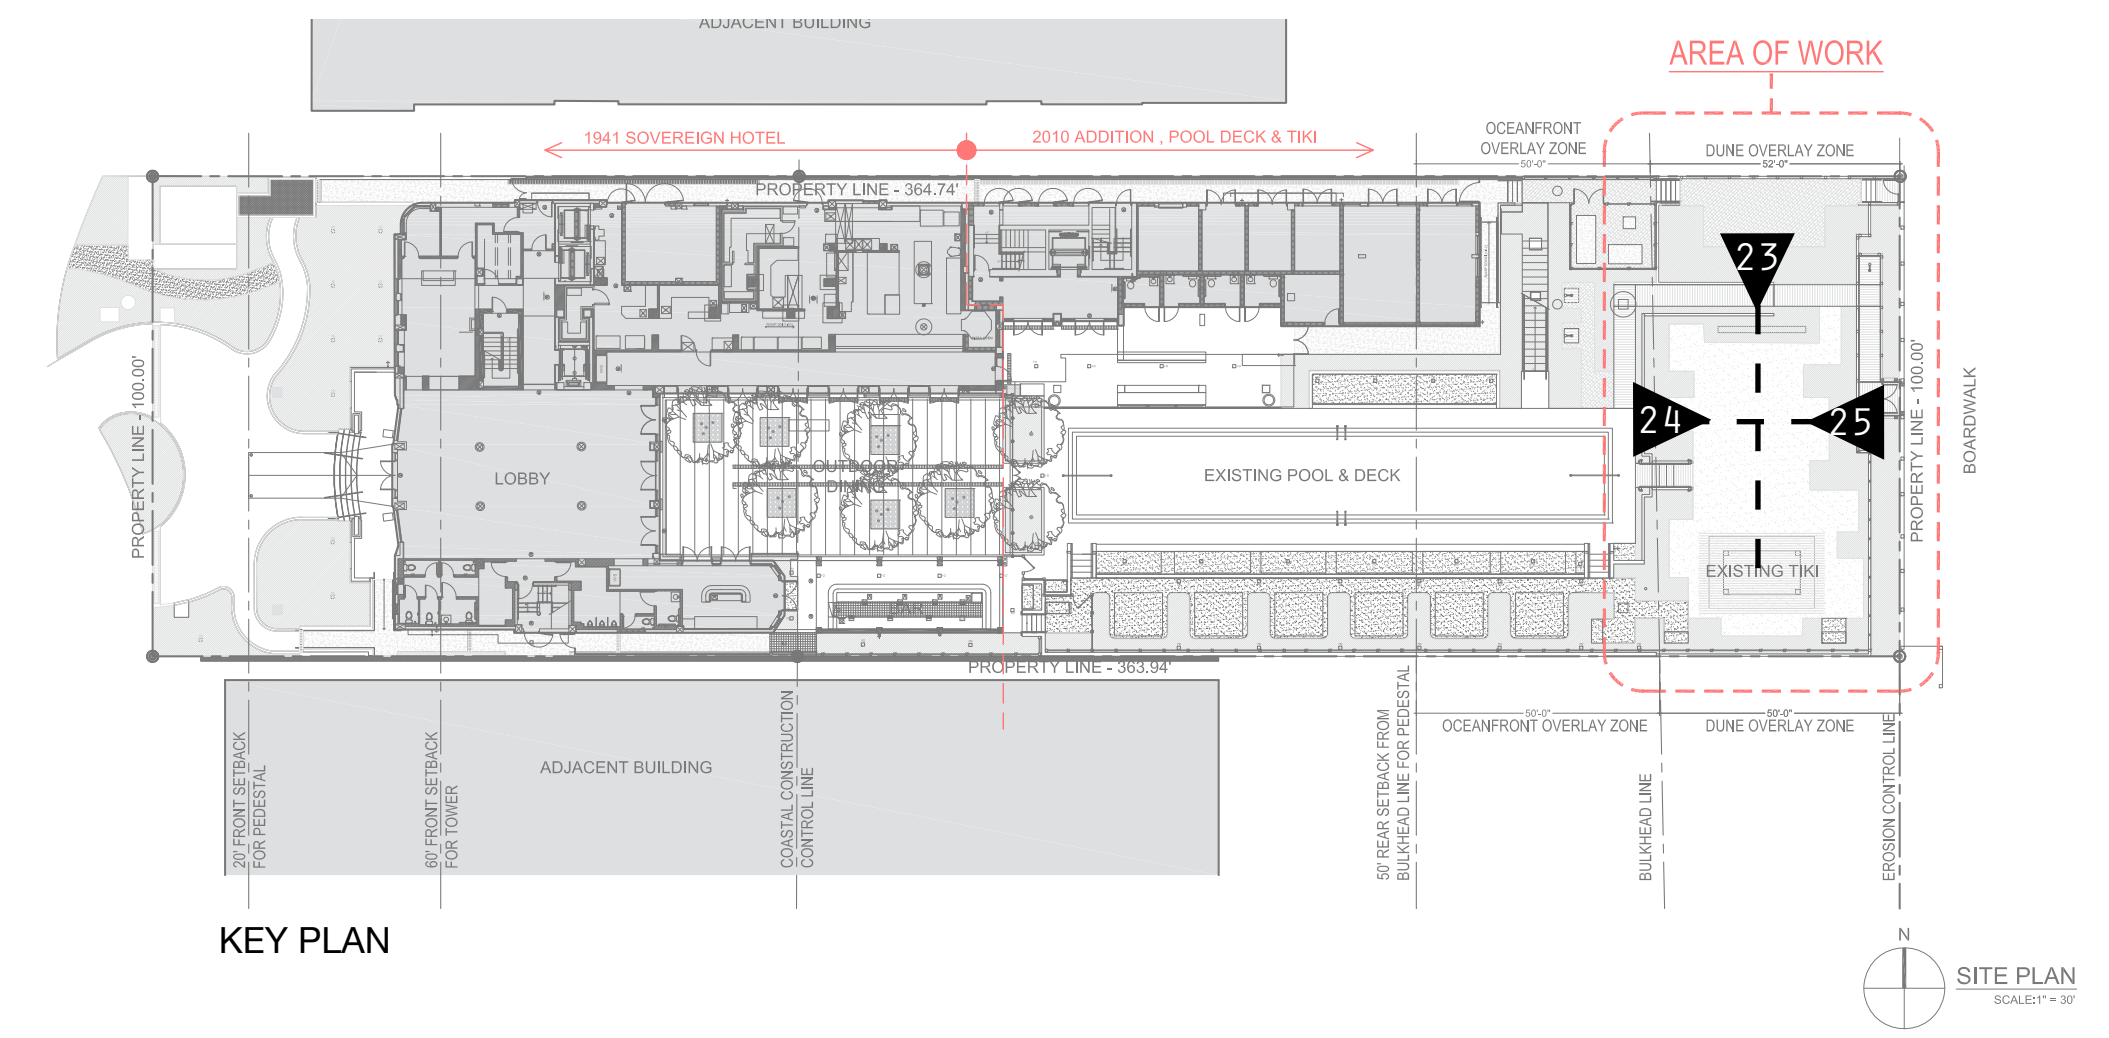 ADJACENT BUILDING
AREA OF WORK
1941 SOVEREIGN HOTEL
2010 ADDITION , POOL DECK & TIKI
OCEANFRONT
OVERLAY ZONE
50'-0"
DUNE OVERLAY ZONE
52'-0"
PROPERTY LINE - 364.74'
23
24
25
PROPERTY LINE - 100.00'
LOBBY
OUTDOOR
DINING
EXISTING POOL & DECK
PROPERTY LINE - 100.00'
BOARDWALK
EXISTING TIKI
BAR
PROPERTY LINE - 363.94'
50'-0"
OCEANFRONT OVERLAY ZONE
50'-0"
DUNE OVERLAY ZONE
ADJACENT BUILDING
20' FRONT SETBACK
FOR PEDESTAL
60' FRONT SETBACK
FOR TOWER
COASTAL CONSTRUCTION
CONTROL LINE
50' REAR SETBACK FROM
BULKHEAD LINE FOR PEDESTAL
BULKHEAD LINE
EROSION CONTROL LINE
KEY PLAN
N
SITE PLAN
SCALE:1" = 30'